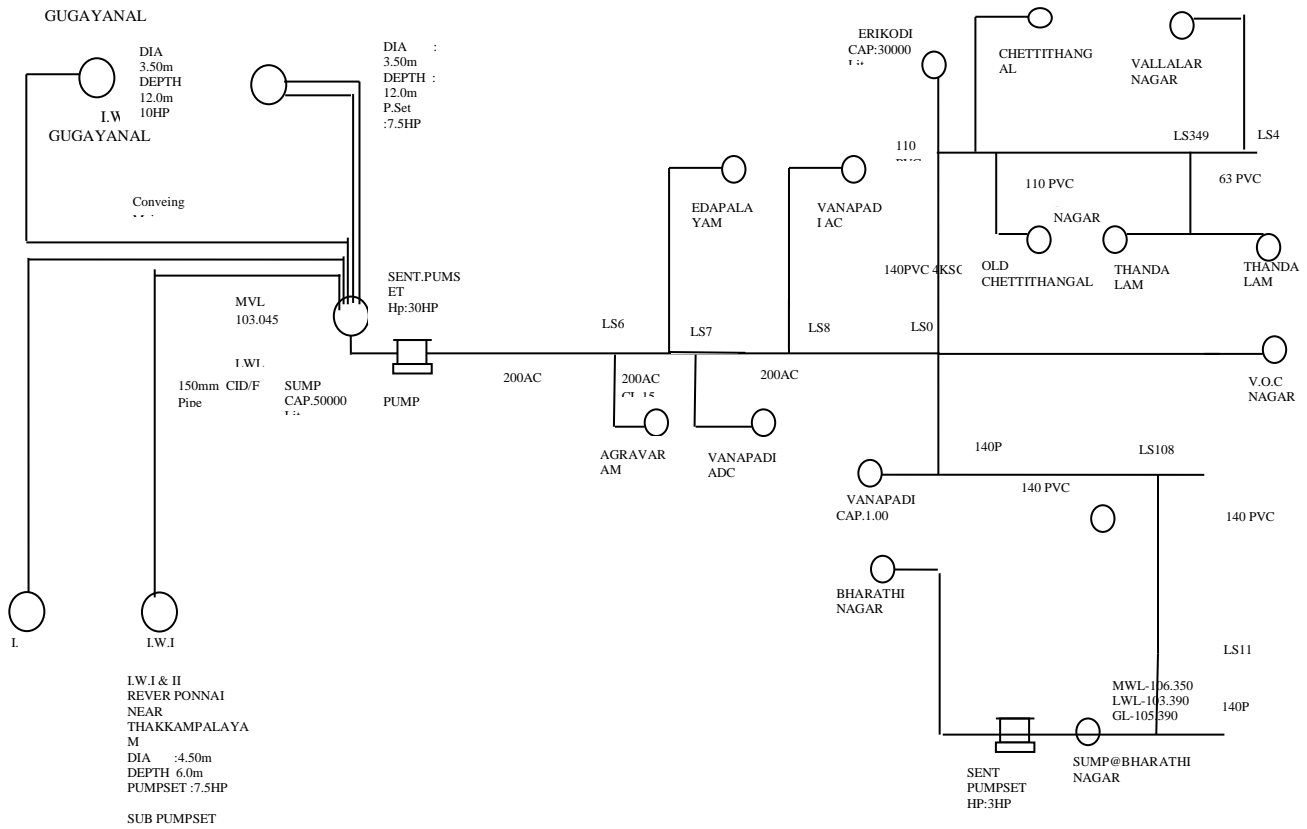 GUGAYANAL
DIA
3.50m
DEPTH
12.0m
10HP
GUGAYANAL
DIA :
3.50m
DEPTH :
12.0m
P.Set
:7.5HP
Conveing
SENT.PUMS
ET
Hp:30HP
MVL
103.045
150mm CID/F
Pipe
SUMP
CAP.50000
PUMP
200AC
LS6
200AC
LS7
200AC
LS8
LS0
EDAPALA
YAM
VANAPAD
I AC
AGRAVAR
AM
VANAPADI
ADC
ERIKODI
CAP:30000
110
140PVC 4KSC
CHETTITHANG
AL
VALLALAR
NAGAR
LS349
LS4
110 PVC
63 PVC
NAGAR
OLD
CHETTITHANGAL
THANDA
LAM
THANDA
LAM
V.O.C
NAGAR
140P
LS108
140 PVC
140 PVC
VANAPADI
CAP.1.00
BHARATHI
NAGAR
LS11
MWL-106.350
LWL-103.390
GL-105.390
140P
SUMP@BHARATHI
NAGAR
SENT
PUMPSET
HP:3HP
I.
I.W.I
I.W.I & II
REVER PONNAI
NEAR
THAKKAMPALAYA
M
DIA :4.50m
DEPTH 6.0m
PUMPSET :7.5HP
SUB PUMPSET